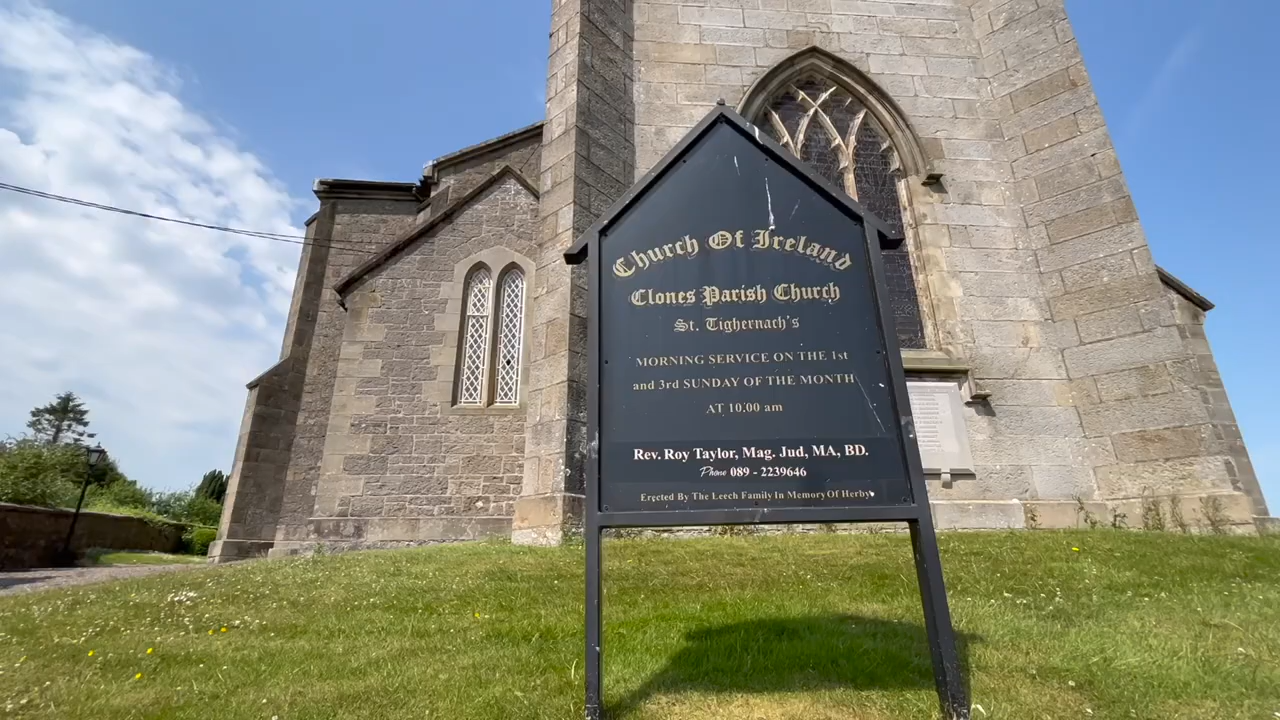 Church Of Ireland
Clones Parish Church
St. Tighernach's
MORNING SERVICE ON THE 1st
and 3rd SUNDAY OF THE MONTH
AT 10.00 am
Rev. Roy Taylor, Mag. Jud, MA, BD.
Phone 089 - 2239646
Erected By The Leech Family In Memory Of Herby